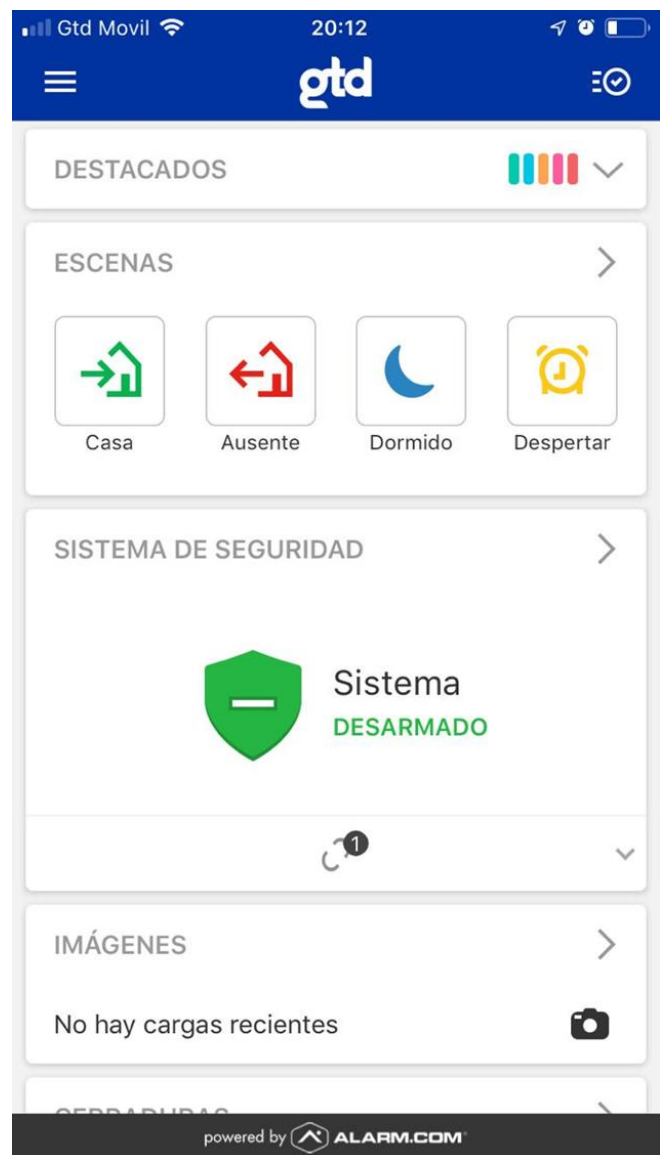 Gtd Movil 20:12
gtd
DESTACADOS
ESCENAS
Casa Ausente Dormido Despertar
SISTEMA DE SEGURIDAD
Sistema
DESARMADO
1
IMÁGENES
No hay cargas recientes
CERRADURAS
powered by ALARM.COM